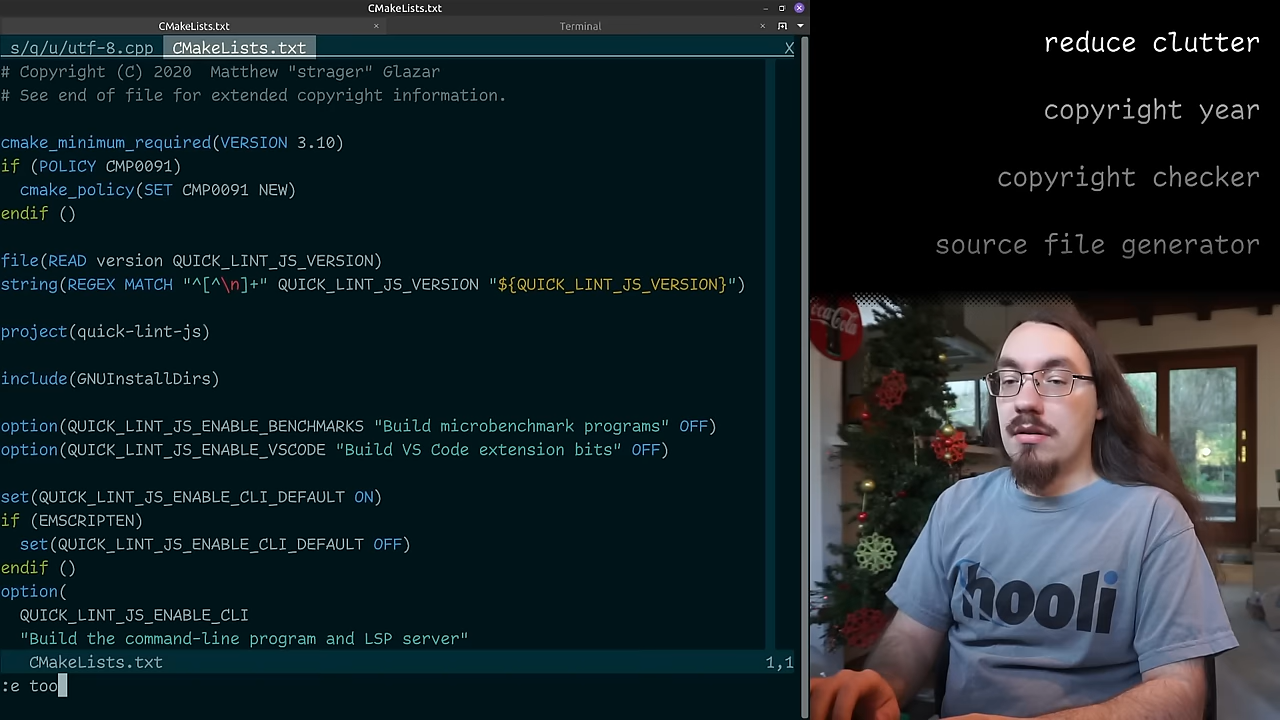 CMakeLists.txt
CMakeLists.txt
Terminal
s/q/u/utf-8.cpp
CMakeLists.txt
X
# Copyright (C) 2020  Matthew "strager" Glazar
# See end of file for extended copyright information.
cmake_minimum_required(VERSION 3.10)
if (POLICY CMP0091)
  cmake_policy(SET CMP0091 NEW)
endif ()
file(READ version QUICK_LINT_JS_VERSION)
string(REGEX MATCH "^[^\n]+" QUICK_LINT_JS_VERSION "${QUICK_LINT_JS_VERSION}")
project(quick-lint-js)
include(GNUInstallDirs)
option(QUICK_LINT_JS_ENABLE_BENCHMARKS "Build microbenchmark programs" OFF)
option(QUICK_LINT_JS_ENABLE_VSCODE "Build VS Code extension bits" OFF)
set(QUICK_LINT_JS_ENABLE_CLI_DEFAULT ON)
if (EMSCRIPTEN)
  set(QUICK_LINT_JS_ENABLE_CLI_DEFAULT OFF)
endif ()
option(
  QUICK_LINT_JS_ENABLE_CLI
  "Build the command-line program and LSP server"
CMakeLists.txt
1,1
:e too
reduce clutter
copyright year
copyright checker
source file generator
Coca-Cola
hooli